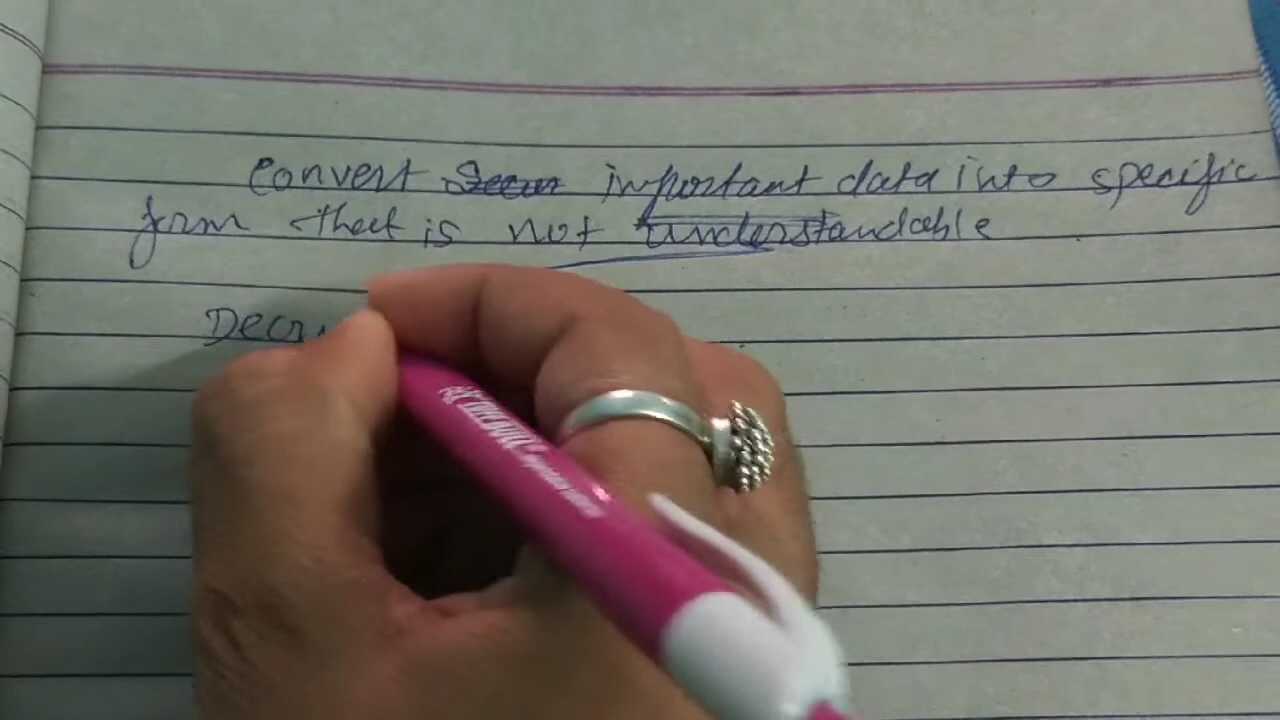 Convert important data into specific
form that is not understandable
Decr